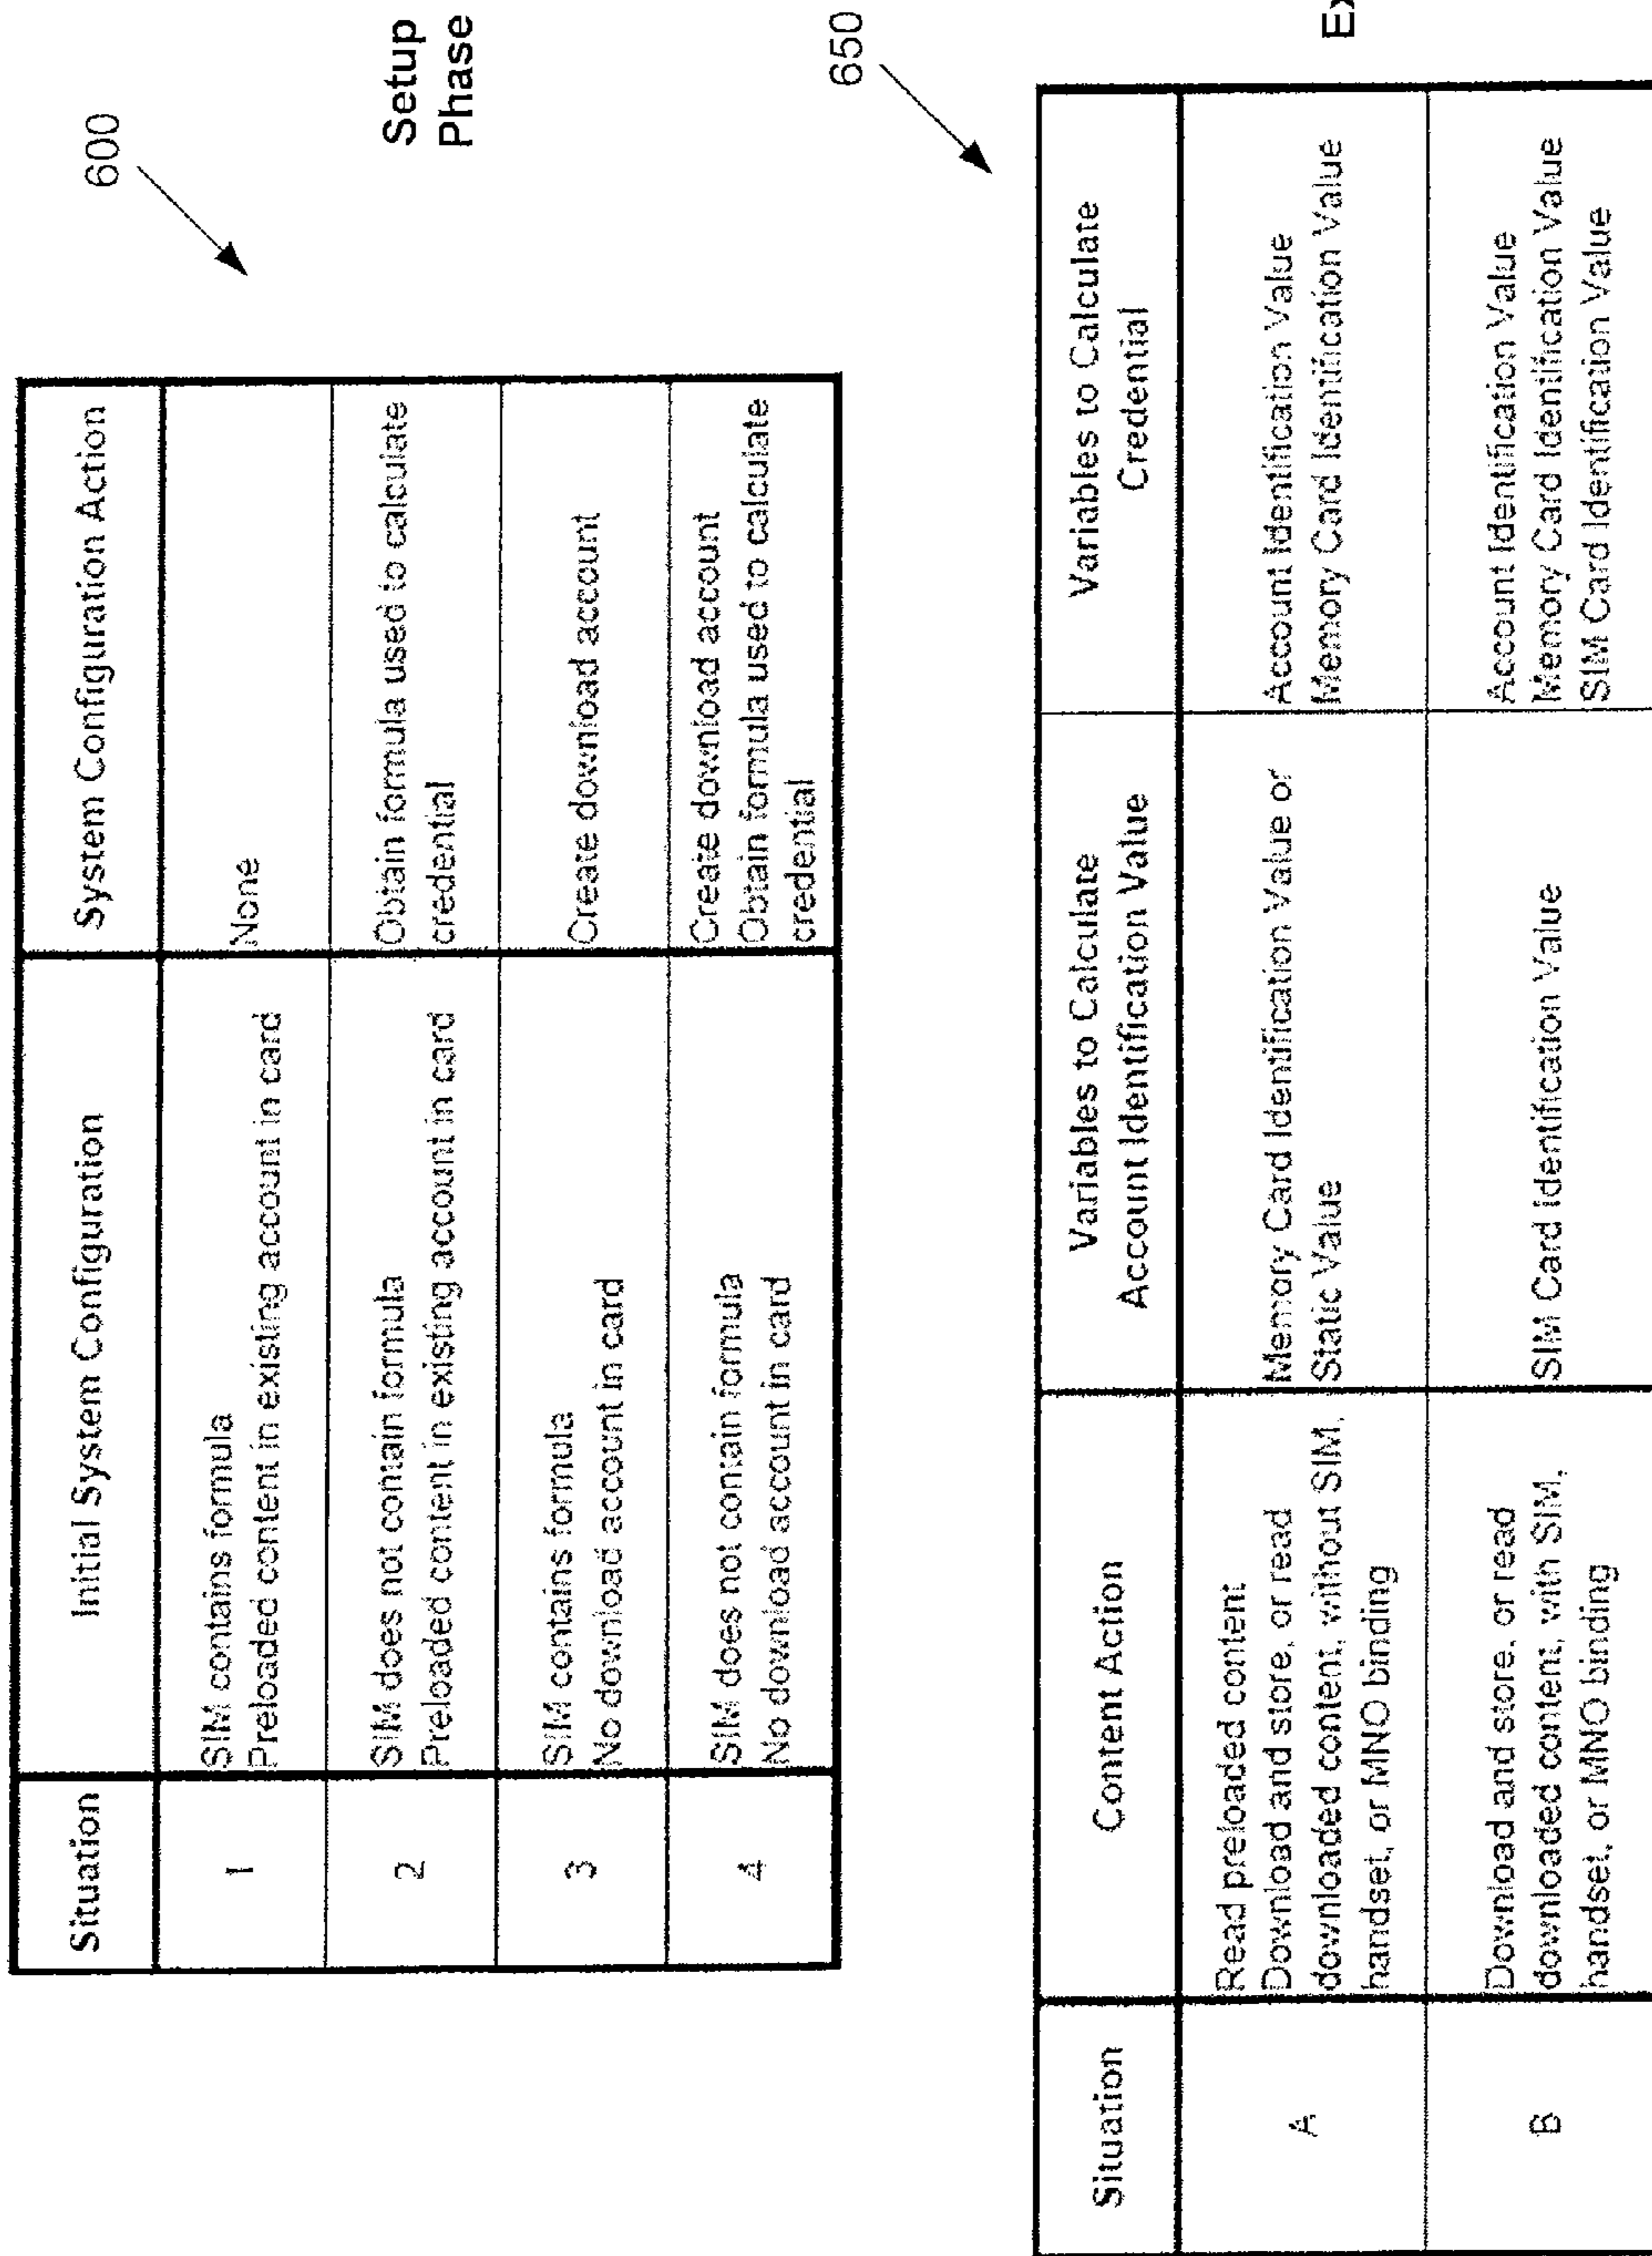 600
Situation
Initial System Configuration
System Configuration Action
1
SIM contains formula
Preloaded content in existing account in card
None
2
SIM does not contain formula
Preloaded content in existing account in card
Obtain formula used to calculate
credential
3
SIM contains formula
No download account in card
Create download account
4
SIM does not contain formula
No download account in card
Create download account
Obtain formula used to calculate
credential
Setup
Phase
650
Situation
Content Action
Variables to Calculate
Account Identification Value
Variables to Calculate
Credential
A
Read preloaded content
Download and store, or read
downloaded content, without SIM,
handset, or MNO binding
Memory Card Identification Value or
Static Value
Account Identification Value
Memory Card Identification Value
B
Download and store, or read
downloaded content, with SIM,
handset, or MNO binding
SIM Card Identification Value
Account Identification Value
Memory Card Identification Value
SIM Card Identification Value